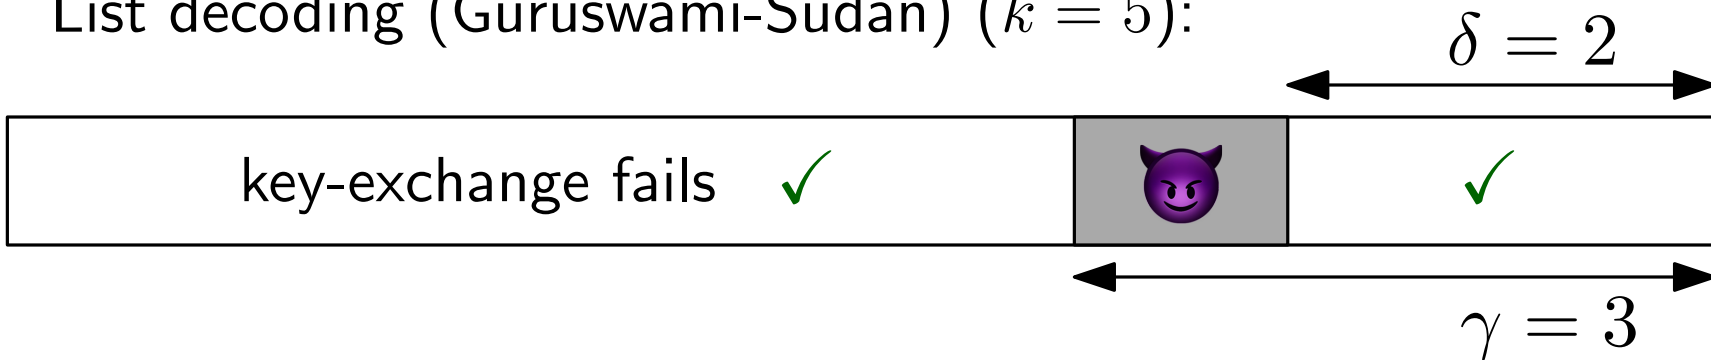 List decoding (Guruswami-Sudan) (k = 5):
δ = 2
key-exchange fails ✓ 😈 ✓
γ = 3